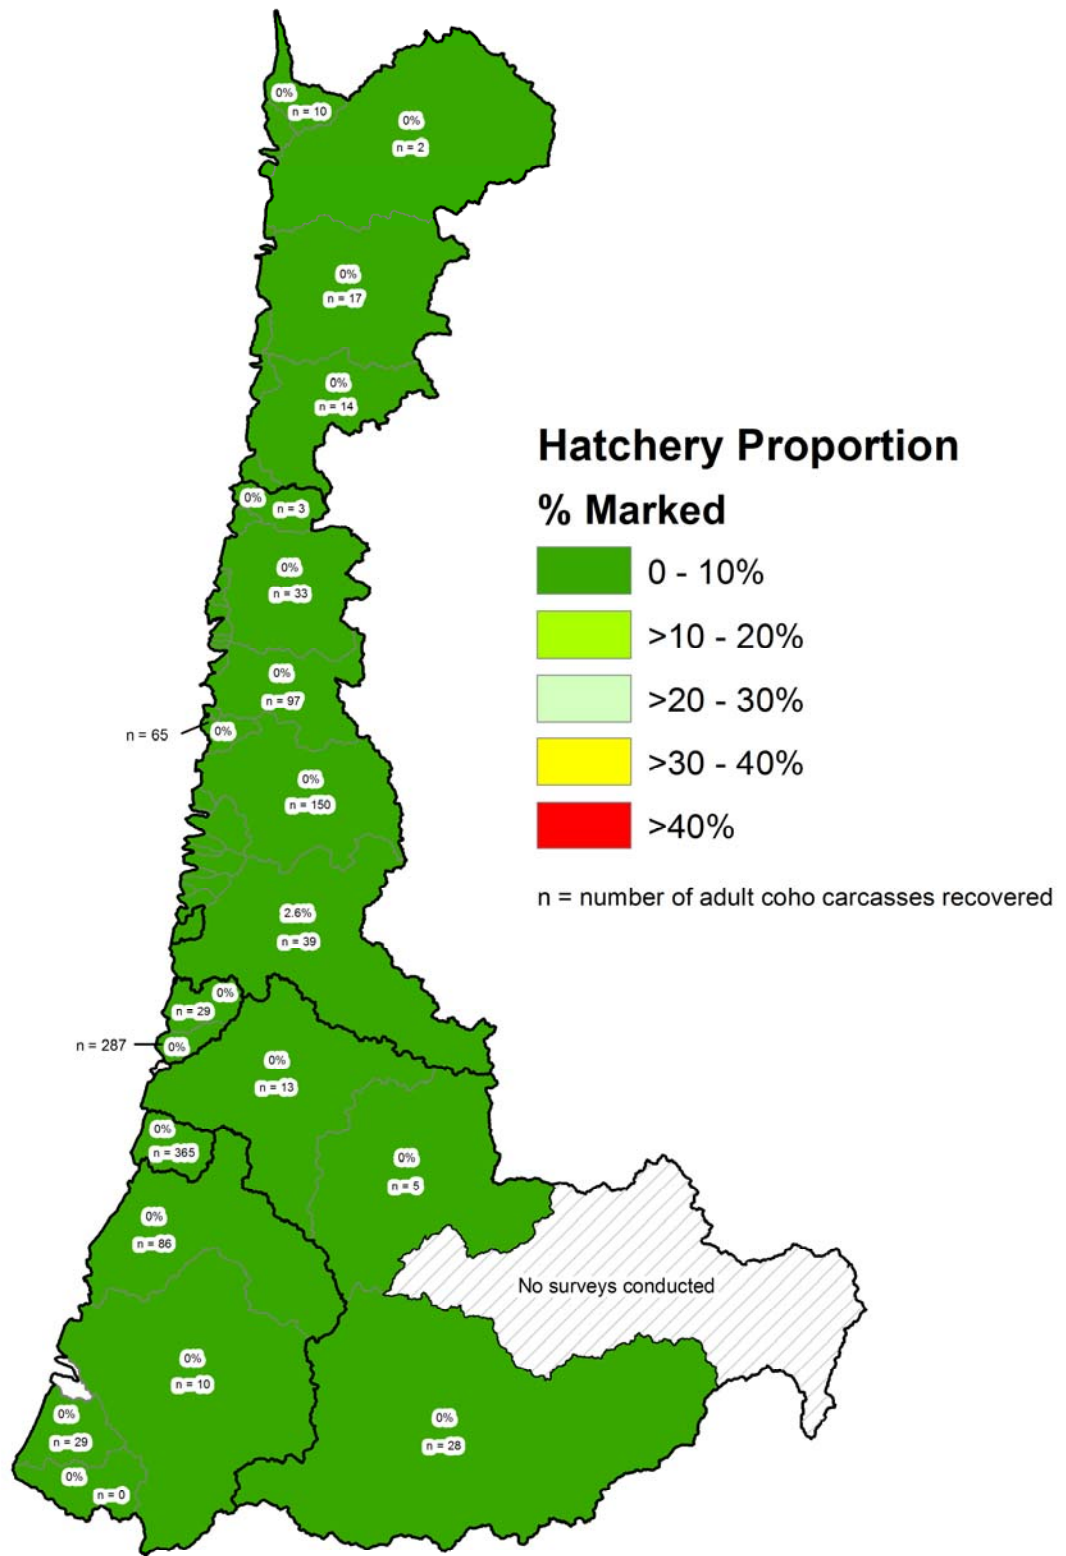 0%
n = 10
0%
n = 2
0%
n = 17
0%
n = 14
Hatchery Proportion
% Marked
0 - 10%
>10 - 20%
>20 - 30%
>30 - 40%
>40%
n = number of adult coho carcasses recovered
0%
n = 3
0%
n = 33
0%
n = 97
n = 65
0%
0%
n = 150
2.6%
n = 39
0%
n = 29
n = 287
0%
0%
n = 13
0%
n = 365
0%
n = 5
0%
n = 86
No surveys conducted
0%
n = 10
0%
n = 29
0%
n = 28
0%
n = 0